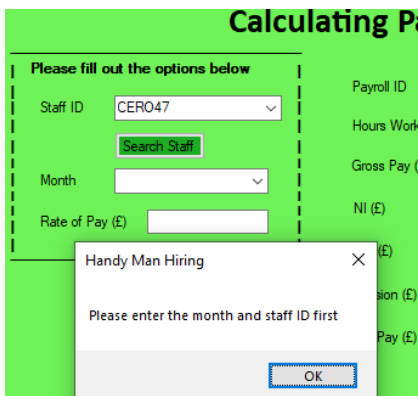 Calculating Pa
Please fill out the options below
Staff ID
CERO47
Search Staff
Month
Rate of Pay (£)
Payroll ID
Hours Work
Gross Pay (
NI (£)
(£)
sion (£)
Pay (£)
Handy Man Hiring
Please enter the month and staff ID first
OK